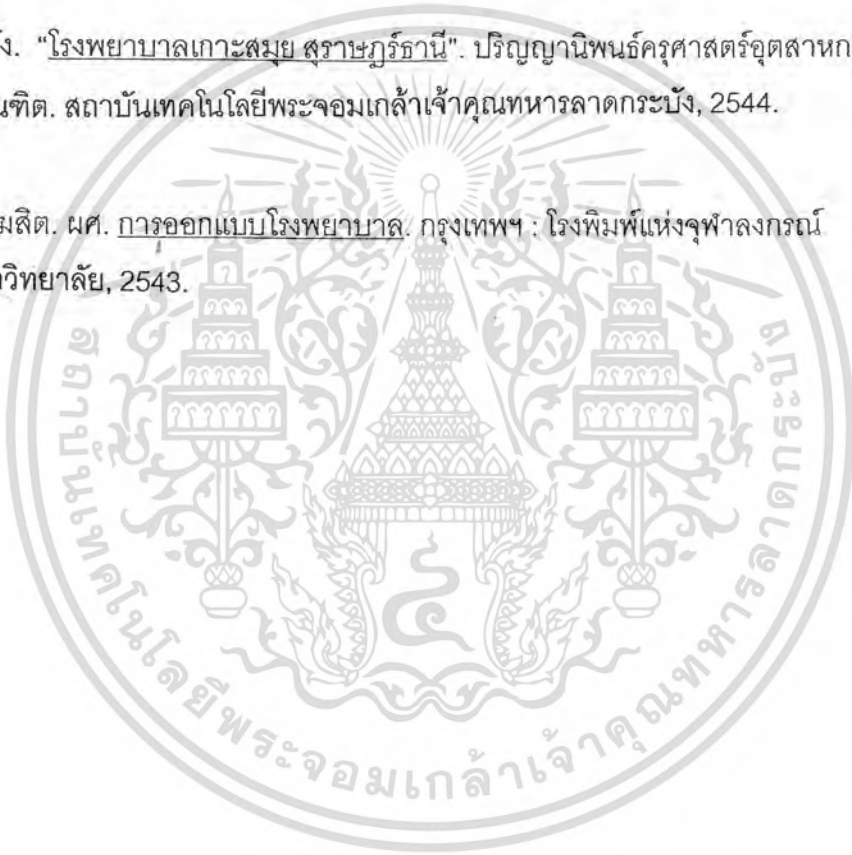 ง. “โรงพยาบาลเกาะสมุย สุราษฎร์ธานี”. ปริญญานิพนธ์ครุศาสตร์อุตสาหก
ณฑิต. สถาบันเทคโนโลยีพระจอมเกล้าเจ้าคุณทหารลาดกระบัง, 2544.
มสิต. ผศ. การออกแบบโรงพยาบาล. กรุงเทพฯ : โรงพิมพ์แห่งจุฬาลงกรณ์
วิทยาลัย, 2543.
สถาบันเทคโนโลยีพระจอมเกล้าเจ้าคุณทหารลาดกระบัง